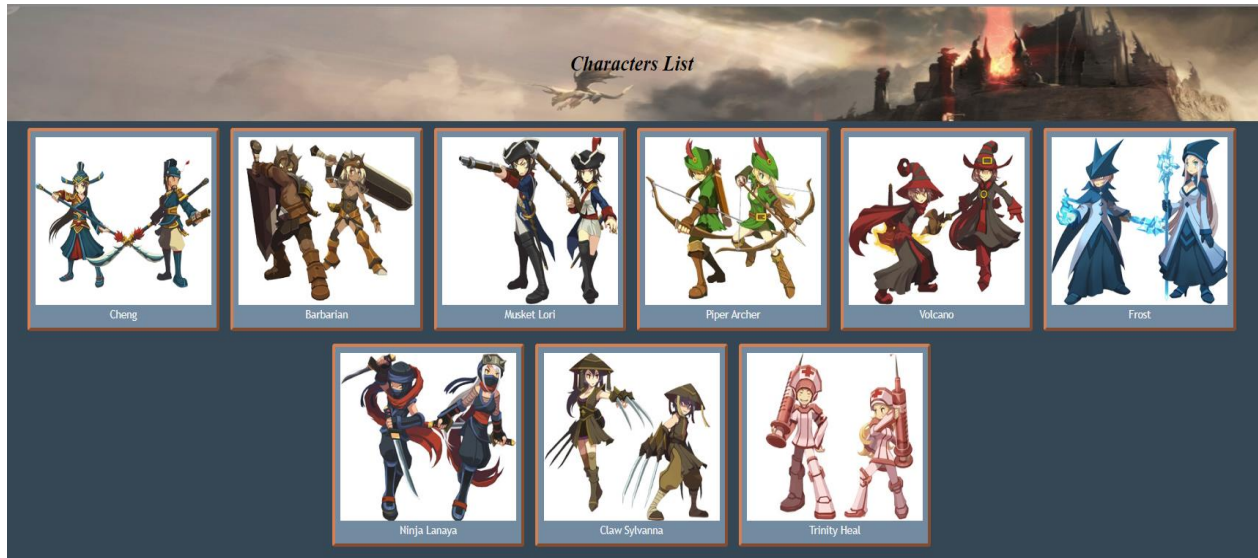 Characters List
Cheng
Barbarian
Musket Lori
Piper Archer
Volcano
Frost
Ninja Lanaya
Claw Sylvanna
Trinity Heal